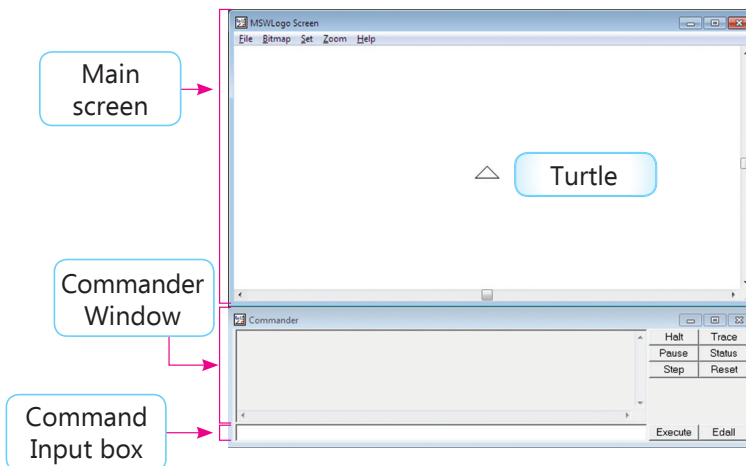 MSWLogo Screen
File Bitmap Set Zoom Help
Main
screen
Turtle
Commander
Window
Commander
Halt Trace
Pause Status
Step Reset
Command
Input box
Execute Edall